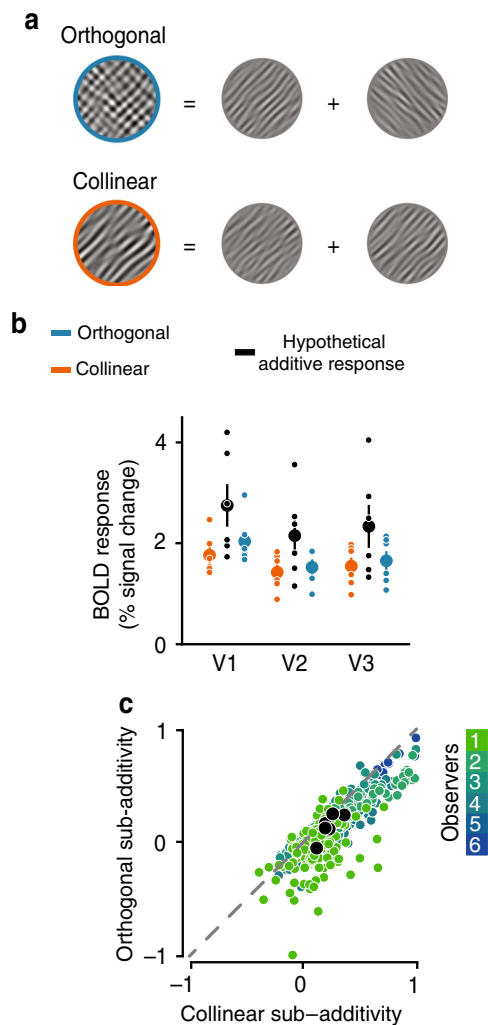 a
Orthogonal
= +
Collinear
= +
b
Orthogonal
Collinear
Hypothetical
additive response
BOLD response
(% signal change)
4
2
0
V1 V2 V3
c
Orthogonal sub−additivity
1
0
−1
−1 0 1
Collinear sub−additivity
Observers
1
2
3
4
5
6